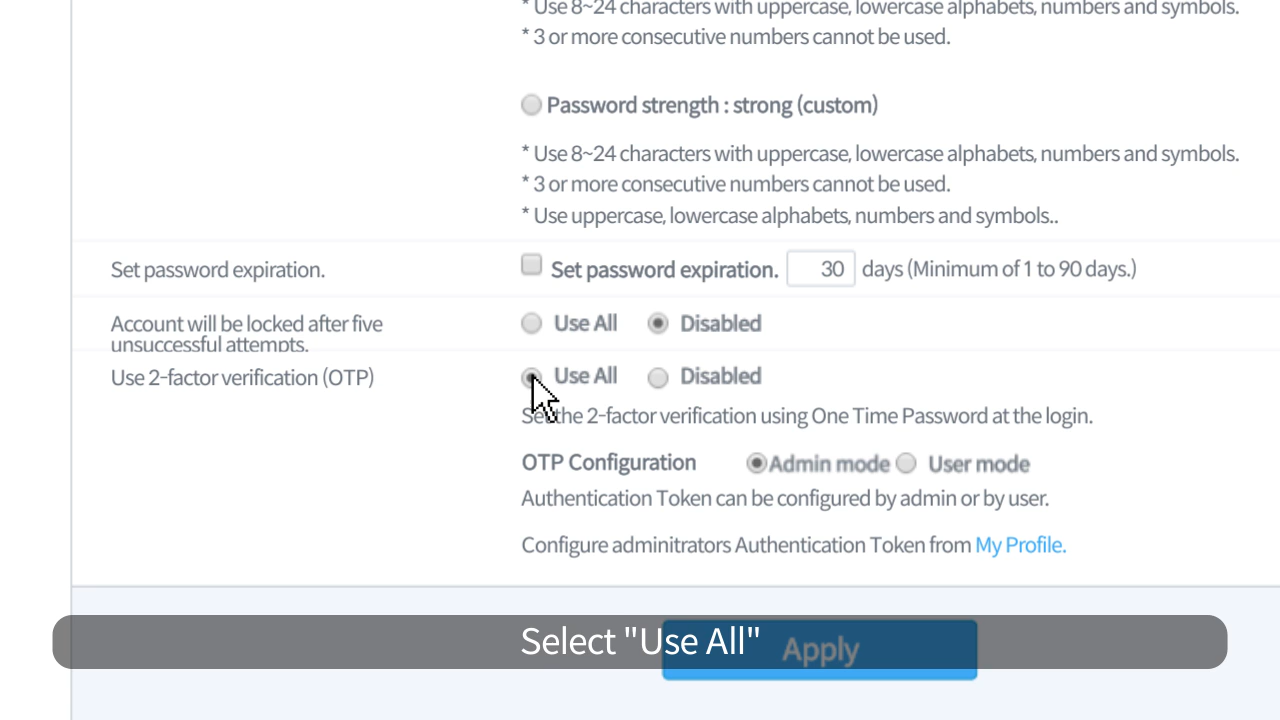 * Use 8~24 characters with uppercase, lowercase alphabets, numbers and symbols.
* 3 or more consecutive numbers cannot be used.
Password strength : strong (custom)
* Use 8~24 characters with uppercase, lowercase alphabets, numbers and symbols.
* 3 or more consecutive numbers cannot be used.
* Use uppercase, lowercase alphabets, numbers and symbols..
Set password expiration. Set password expiration. 30 days (Minimum of 1 to 90 days.)
Account will be locked after five Use All Disabled
unsuccessful attempts.
Use 2-factor verification (OTP) Use All Disabled
Set the 2-factor verification using One Time Password at the login.
OTP Configuration Admin mode User mode
Authentication Token can be configured by admin or by user.
Configure adminitrators Authentication Token from My Profile.
Select "Use All"
Apply